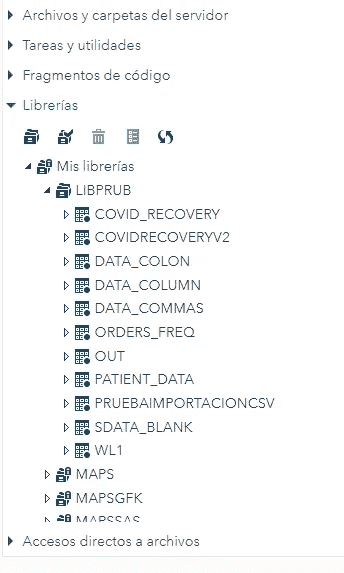 Archivos y carpetas del servidor
Tareas y utilidades
Fragmentos de código
Librerías
Mis librerías
LIBPRUB
COVID_RECOVERY
COVIDRECOVERYV2
DATA_COLON
DATA_COLUMN
DATA_COMMAS
ORDERS_FREQ
OUT
PATIENT_DATA
PRUEBAIMPORTACIONCSV
SDATA_BLANK
WL1
MAPS
MAPSGFK
MAPSSAS
Accesos directos a archivos